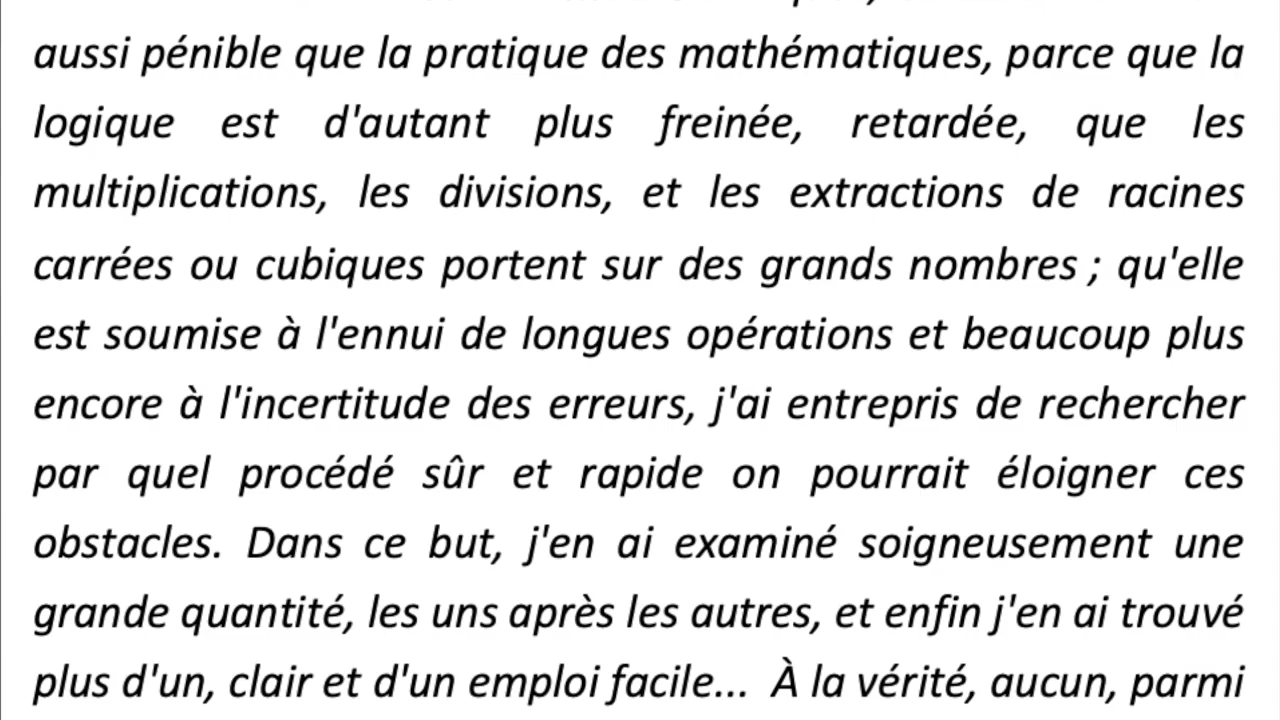 aussi pénible que la pratique des mathématiques, parce que la
logique est d'autant plus freinée, retardée, que les
multiplications, les divisions, et les extractions de racines
carrées ou cubiques portent sur des grands nombres ; qu'elle
est soumise à l'ennui de longues opérations et beaucoup plus
encore à l'incertitude des erreurs, j'ai entrepris de rechercher
par quel procédé sûr et rapide on pourrait éloigner ces
obstacles. Dans ce but, j'en ai examiné soigneusement une
grande quantité, les uns après les autres, et enfin j'en ai trouvé
plus d'un, clair et d'un emploi facile... À la vérité, aucun, parmi